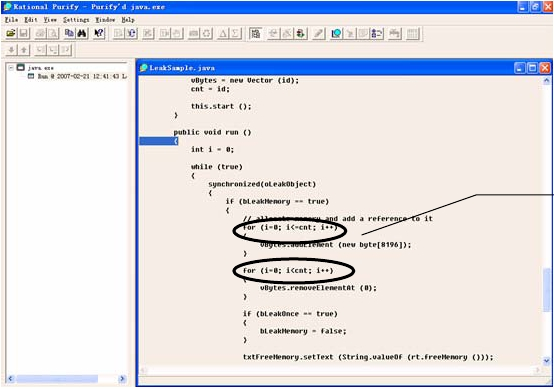 Rational Purify - Purify'd java.exe
File Edit View Settings Window Help
java.exe
Run @ 2007-02-21 12:41:43 L
LeakSample.java
vBytes = new Vector (id);
cnt = id;
this.start ();
}
public void run ()
{
int i = 0;
while (true)
{
synchronized(oLeakObject)
{
if (bLeakMemory == true)
{
// allocate memory and add a reference to it
for (i=0; i<=cnt; i++)
{
vBytes.addElement (new byte[8196]);
}
for (i=0; i<cnt; i++)
{
vBytes.removeElementAt (0);
}
if (bLeakOnce == true)
{
bLeakMemory = false;
}
txtFreeMemory.setText (String.valueOf (rt.freeMemory ()));